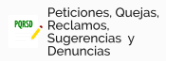 PQRSD
Peticiones, Quejas,
Reclamos,
Sugerencias y
Denuncias